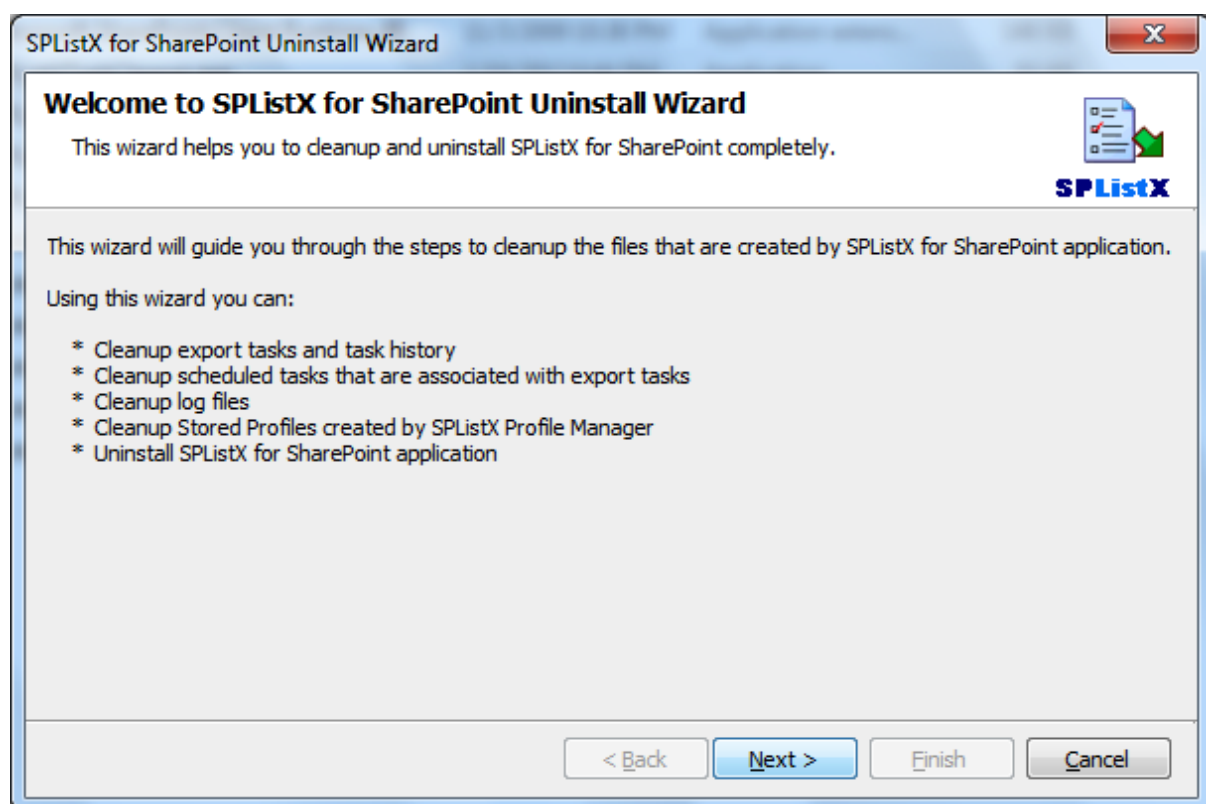 SPListX for SharePoint Uninstall Wizard
Welcome to SPListX for SharePoint Uninstall Wizard
This wizard helps you to cleanup and uninstall SPListX for SharePoint completely.
SPListX
This wizard will guide you through the steps to cleanup the files that are created by SPListX for SharePoint application.
Using this wizard you can:
* Cleanup export tasks and task history
* Cleanup scheduled tasks that are associated with export tasks
* Cleanup log files
* Cleanup Stored Profiles created by SPListX Profile Manager
* Uninstall SPListX for SharePoint application
< Back Next > Finish Cancel